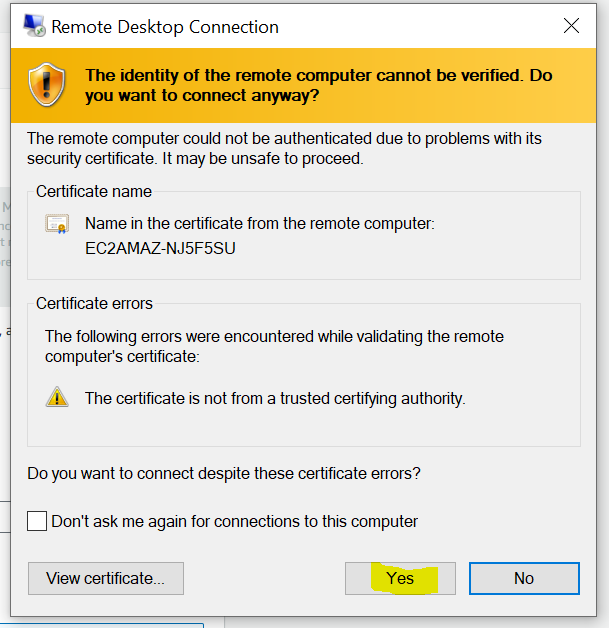 Remote Desktop Connection
The identity of the remote computer cannot be verified. Do
you want to connect anyway?
The remote computer could not be authenticated due to problems with its
security certificate. It may be unsafe to proceed.
Certificate name
Name in the certificate from the remote computer:
EC2AMAZ-NJ5F5SU
Certificate errors
The following errors were encountered while validating the remote
computer's certificate:
The certificate is not from a trusted certifying authority.
Do you want to connect despite these certificate errors?
Don't ask me again for connections to this computer
View certificate...
Yes
No